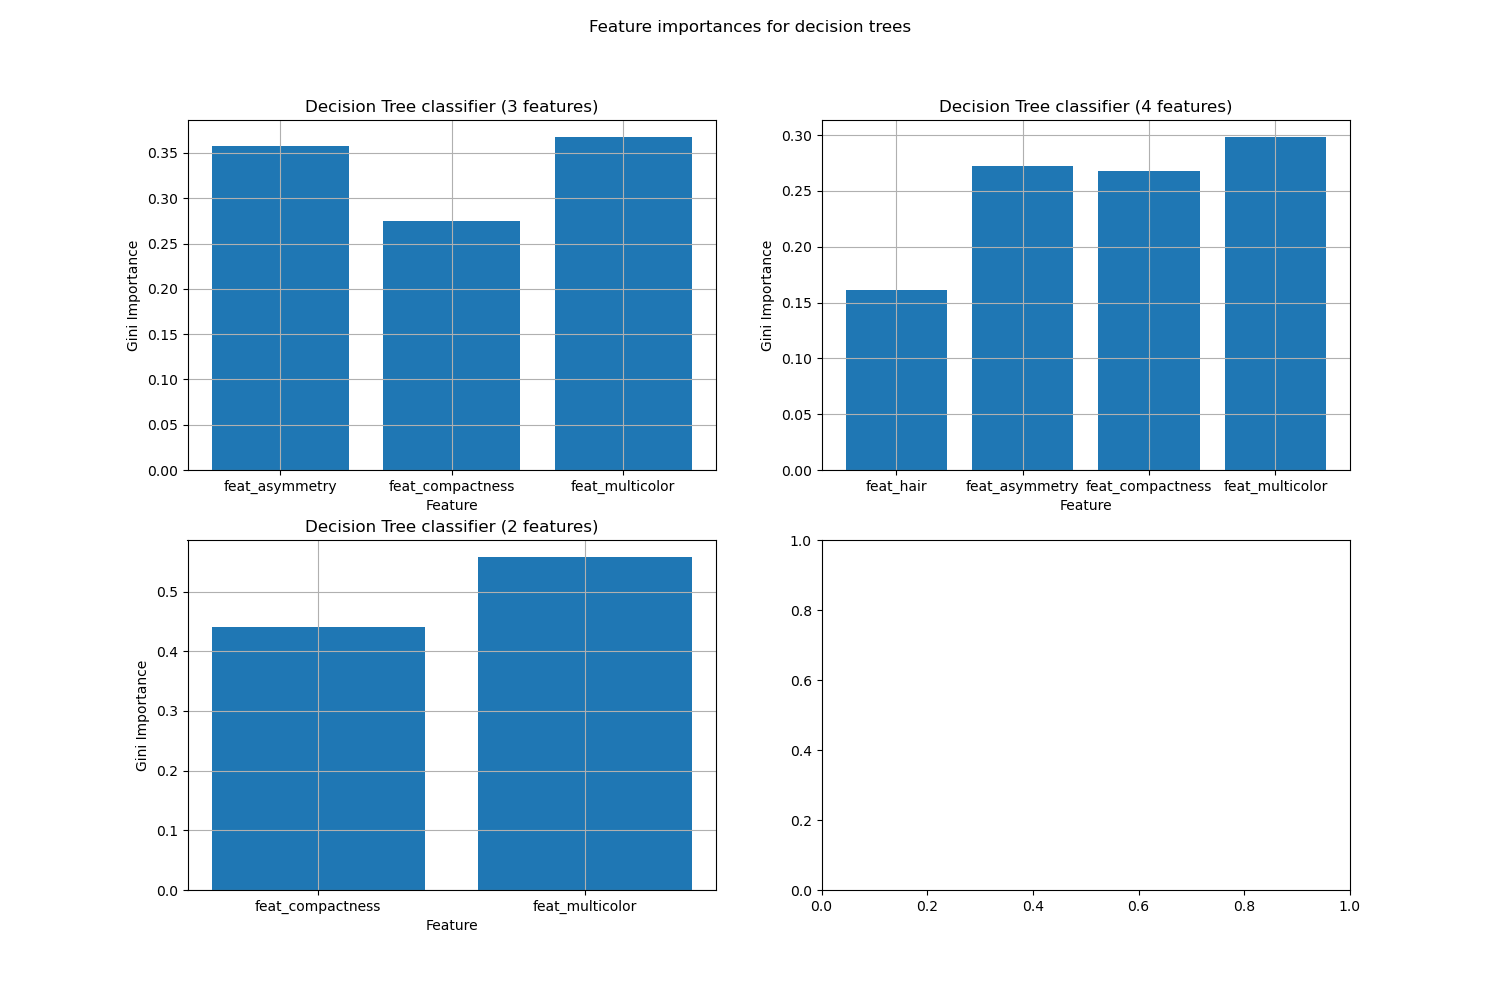 Feature importances for decision trees
Decision Tree classifier (3 features)
Gini Importance
0.35
0.30
0.25
0.20
0.15
0.10
0.05
0.00
feat_asymmetry feat_compactness feat_multicolor
Feature
Decision Tree classifier (4 features)
Gini Importance
0.30
0.25
0.20
0.15
0.10
0.05
0.00
feat_hair feat_asymmetry feat_compactness feat_multicolor
Feature
Decision Tree classifier (2 features)
Gini Importance
0.5
0.4
0.3
0.2
0.1
0.0
feat_compactness feat_multicolor
Feature
1.0
0.8
0.6
0.4
0.2
0.0
0.0 0.2 0.4 0.6 0.8 1.0